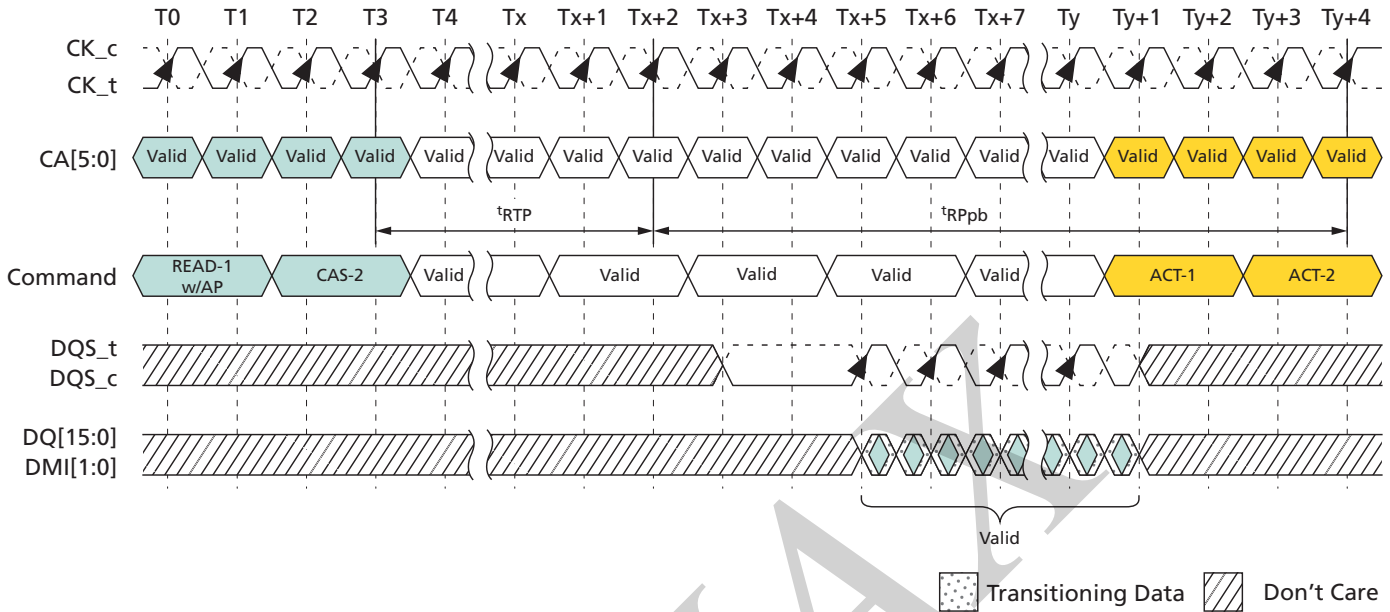 T0 T1 T2 T3 T4 Tx Tx+1 Tx+2 Tx+3 Tx+4 Tx+5 Tx+6 Tx+7 Ty Ty+1 Ty+2 Ty+3 Ty+4
CK_c
CK_t
CA[5:0] Valid Valid Valid Valid Valid Valid Valid Valid Valid Valid Valid Valid Valid Valid Valid Valid Valid Valid
tRTP tRPpb
Command READ-1 w/AP CAS-2 Valid Valid Valid Valid Valid ACT-1 ACT-2
DQS_t
DQS_c
DQ[15:0]
DMI[1:0]
Valid
Transitioning Data Don't Care